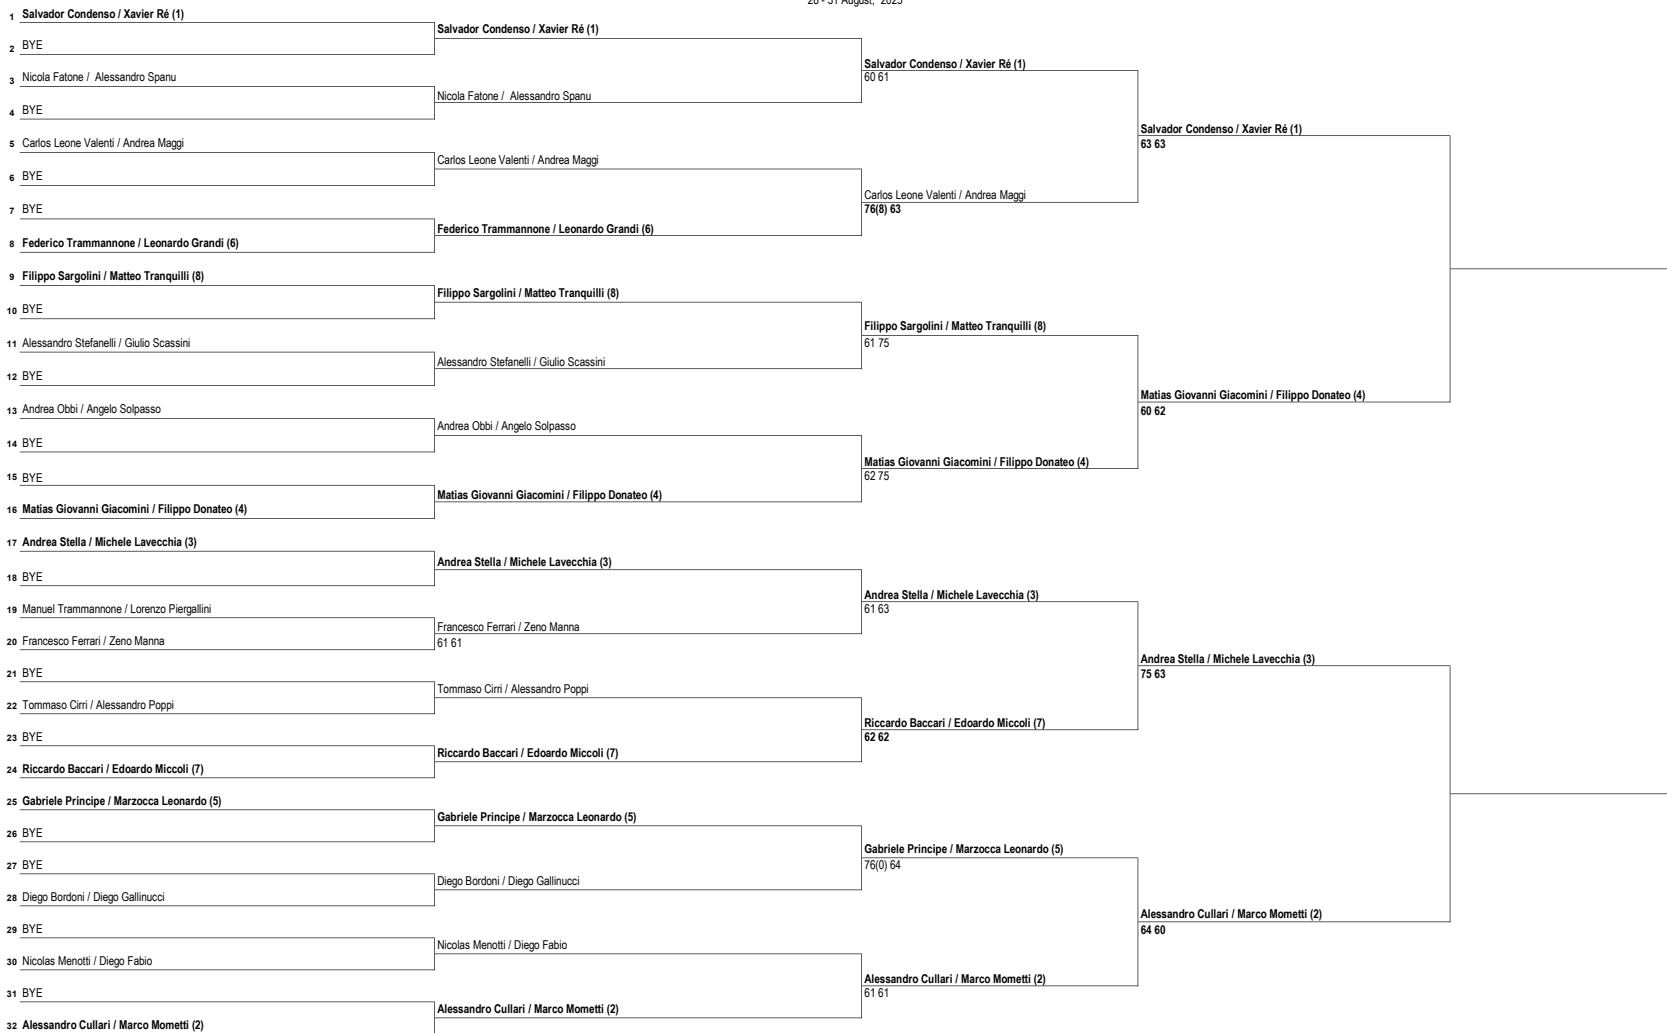 26 - 31 August, 2025
1 Salvador Condenso / Xavier Ré (1)
2 BYE
3 Nicola Fatone / Alessandro Spanu
4 BYE
5 Carlos Leone Valenti / Andrea Maggi
6 BYE
7 BYE
8 Federico Trammannone / Leonardo Grandi (6)
9 Filippo Sargolini / Matteo Tranquilli (8)
10 BYE
11 Alessandro Stefanelli / Giulio Scassini
12 BYE
13 Andrea Obbi / Angelo Solpasso
14 BYE
15 BYE
16 Matias Giovanni Giacomini / Filippo Donateo (4)
17 Andrea Stella / Michele Lavecchia (3)
18 BYE
19 Manuel Trammannone / Lorenzo Piergallini
20 Francesco Ferrari / Zeno Manna
21 BYE
22 Tommaso Cirri / Alessandro Poppi
23 BYE
24 Riccardo Baccari / Edoardo Miccoli (7)
25 Gabriele Principe / Marzocca Leonardo (5)
26 BYE
27 BYE
28 Diego Bordoni / Diego Gallinucci
29 BYE
30 Nicolas Menotti / Diego Fabio
31 BYE
32 Alessandro Cullari / Marco Mometti (2)
Salvador Condenso / Xavier Ré (1)
Nicola Fatone / Alessandro Spanu
Carlos Leone Valenti / Andrea Maggi
Federico Trammannone / Leonardo Grandi (6)
Filippo Sargolini / Matteo Tranquilli (8)
Alessandro Stefanelli / Giulio Scassini
Andrea Obbi / Angelo Solpasso
Matias Giovanni Giacomini / Filippo Donateo (4)
Andrea Stella / Michele Lavecchia (3)
Francesco Ferrari / Zeno Manna
61 61
Tommaso Cirri / Alessandro Poppi
Riccardo Baccari / Edoardo Miccoli (7)
Gabriele Principe / Marzocca Leonardo (5)
Diego Bordoni / Diego Gallinucci
Nicolas Menotti / Diego Fabio
Alessandro Cullari / Marco Mometti (2)
Salvador Condenso / Xavier Ré (1)
60 61
Carlos Leone Valenti / Andrea Maggi
76(8) 63
Filippo Sargolini / Matteo Tranquilli (8)
61 75
Matias Giovanni Giacomini / Filippo Donateo (4)
62 75
Andrea Stella / Michele Lavecchia (3)
61 63
Riccardo Baccari / Edoardo Miccoli (7)
62 62
Gabriele Principe / Marzocca Leonardo (5)
76(0) 64
Alessandro Cullari / Marco Mometti (2)
61 61
Salvador Condenso / Xavier Ré (1)
63 63
Matias Giovanni Giacomini / Filippo Donateo (4)
60 62
Andrea Stella / Michele Lavecchia (3)
75 63
Alessandro Cullari / Marco Mometti (2)
64 60